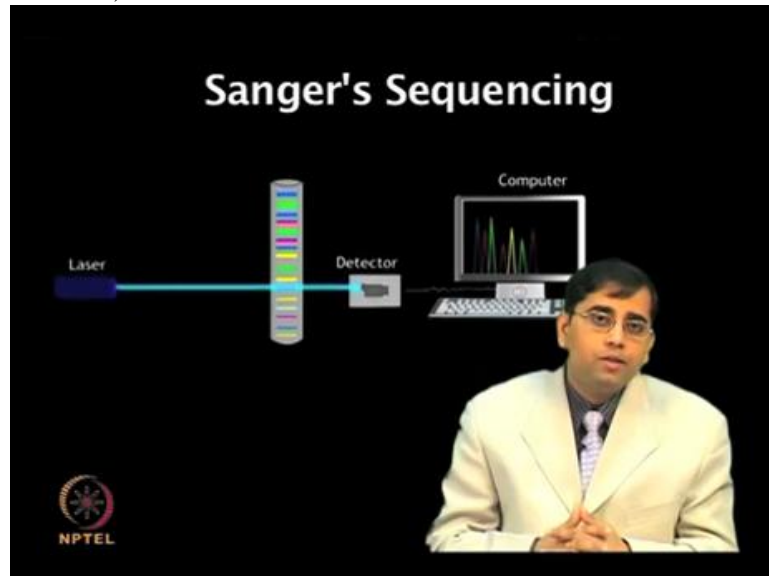 Sanger's Sequencing
Computer
Laser
Detector
NPTEL